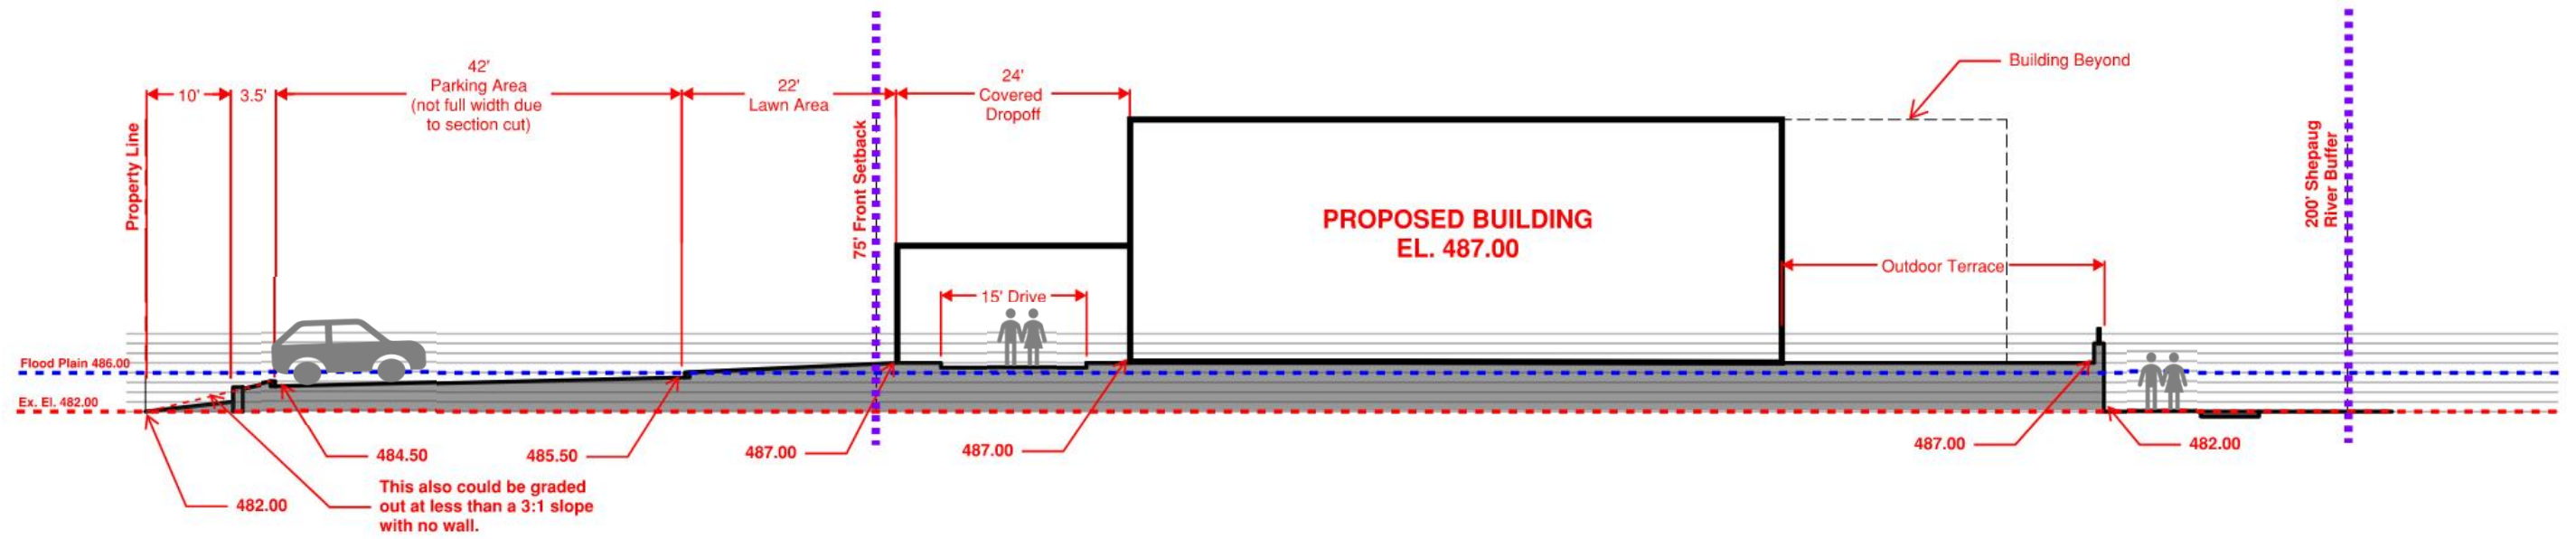 42'
Parking Area
(not full width due
to section cut)
10'
3.5'
22'
Lawn Area
24'
Covered
Dropoff
Building Beyond
Property Line
75' Front Setback
200' Shepaug
River Buffer
PROPOSED BUILDING
EL. 487.00
Outdoor Terrace
15' Drive
Flood Plain 486.00
Ex. El. 482.00
484.50
485.50
487.00
487.00
487.00
482.00
482.00
This also could be graded
out at less than a 3:1 slope
with no wall.